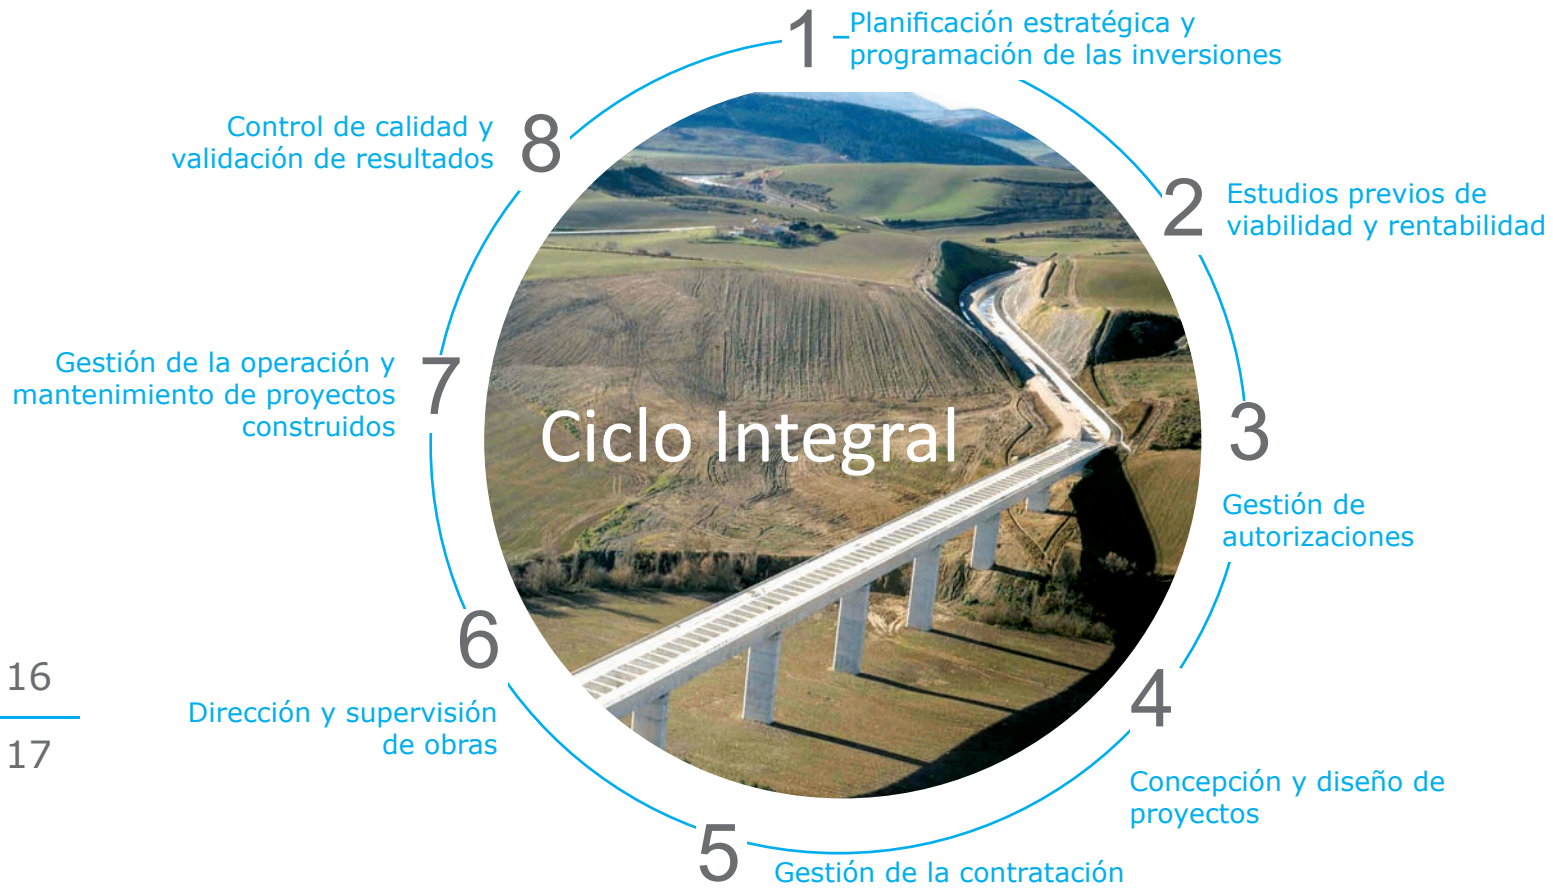 1
Planificación estratégica y
programación de las inversiones
2
Estudios previos de
viabilidad y rentabilidad
3
Gestión de
autorizaciones
4
Concepción y diseño de
proyectos
5
Gestión de la contratación
6
Dirección y supervisión
de obras
7
Gestión de la operación y
mantenimiento de proyectos
construidos
8
Control de calidad y
validación de resultados
Ciclo Integral
16
17